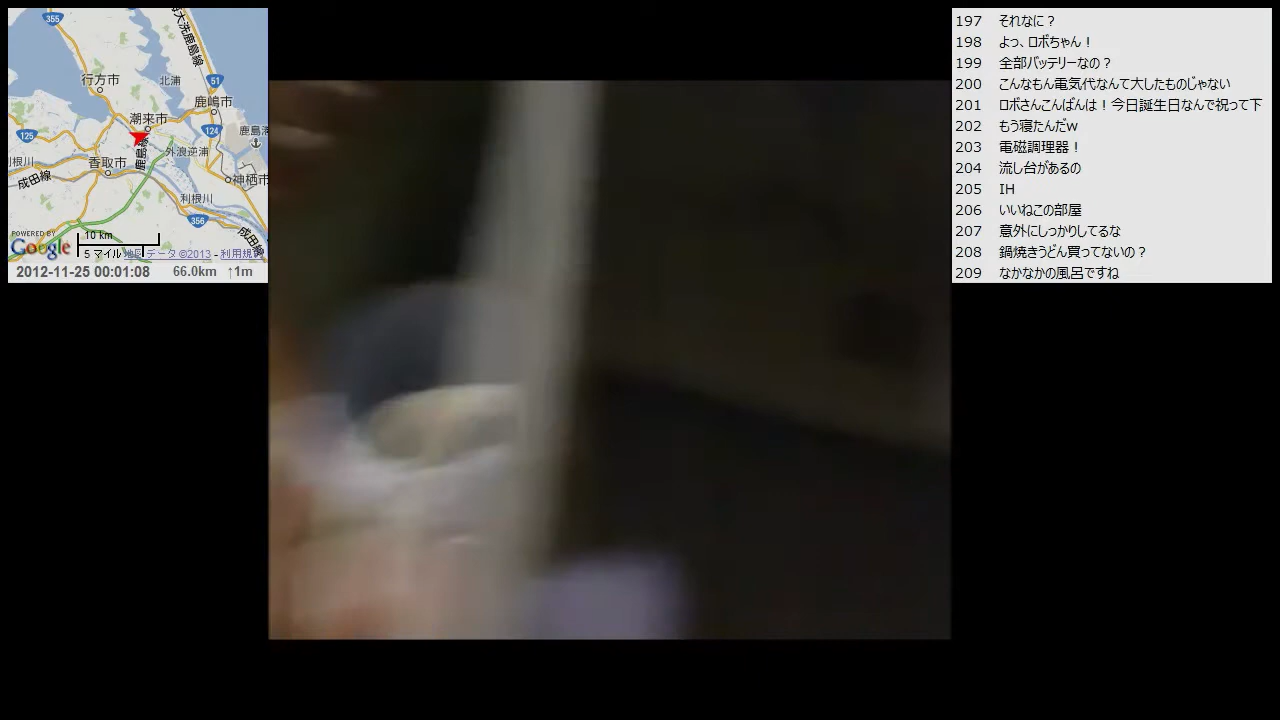 355
大洗鹿島線
行方市
北浦
51
鹿嶋市
潮来市
125
124
鹿島
鹿島線
外浪逆浦
利根川
香取市
成田線
神栖市
利根川
356
成田線
POWERED BY
Google
10 km
5 マイル
地図データ ©2013 - 利用規約
2012-11-25 00:01:08 66.0km ↑1m
197 それなに？
198 よっ、ロボちゃん！
199 全部バッテリーなの？
200 こんなもん電気代なんて大したものじゃない
201 ロボさんこんばんは！今日誕生日なんで祝って下
202 もう寝たんだw
203 電磁調理器！
204 流し台があるの
205 IH
206 いいねこの部屋
207 意外にしっかりしてるな
208 鍋焼きうどん買ってないの？
209 なかなかの風呂ですね